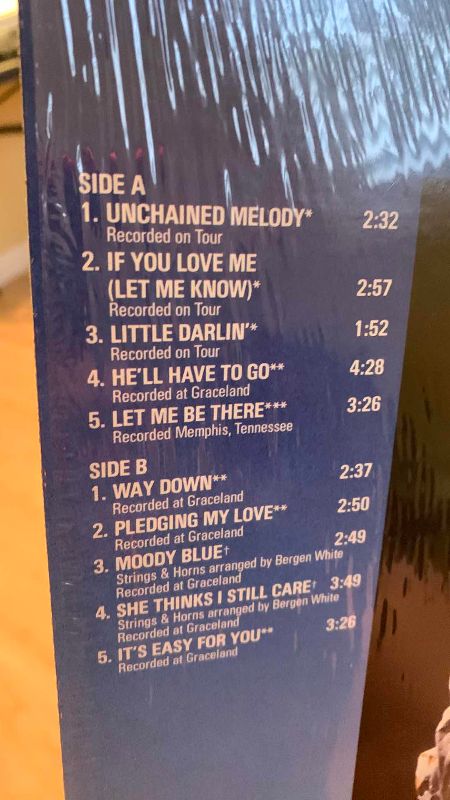 SIDE A
1. UNCHAINED MELODY* 2:32
Recorded on Tour
2. IF YOU LOVE ME
(LET ME KNOW)* 2:57
Recorded on Tour
3. LITTLE DARLIN'* 1:52
Recorded on Tour
4. HE'LL HAVE TO GO** 4:28
Recorded at Graceland
5. LET ME BE THERE*** 3:26
Recorded Memphis, Tennessee
SIDE B
1. WAY DOWN** 2:37
Recorded at Graceland
2. PLEDGING MY LOVE** 2:50
Recorded at Graceland
3. MOODY BLUE† 2:49
Strings & Horns arranged by Bergen White
Recorded at Graceland
4. SHE THINKS I STILL CARE† 3:49
Strings & Horns arranged by Bergen White
Recorded at Graceland
5. IT'S EASY FOR YOU** 3:26
Recorded at Graceland